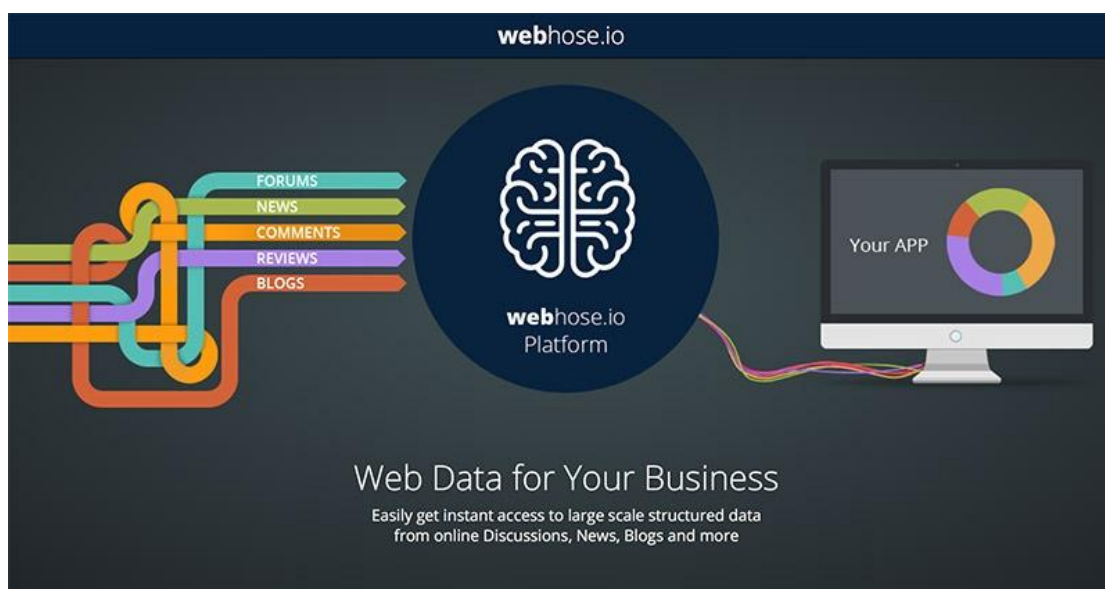 webhose.io
FORUMS
NEWS
COMMENTS
REVIEWS
BLOGS
webhose.io
Platform
Your APP
Web Data for Your Business
Easily get instant access to large scale structured data
from online Discussions, News, Blogs and more